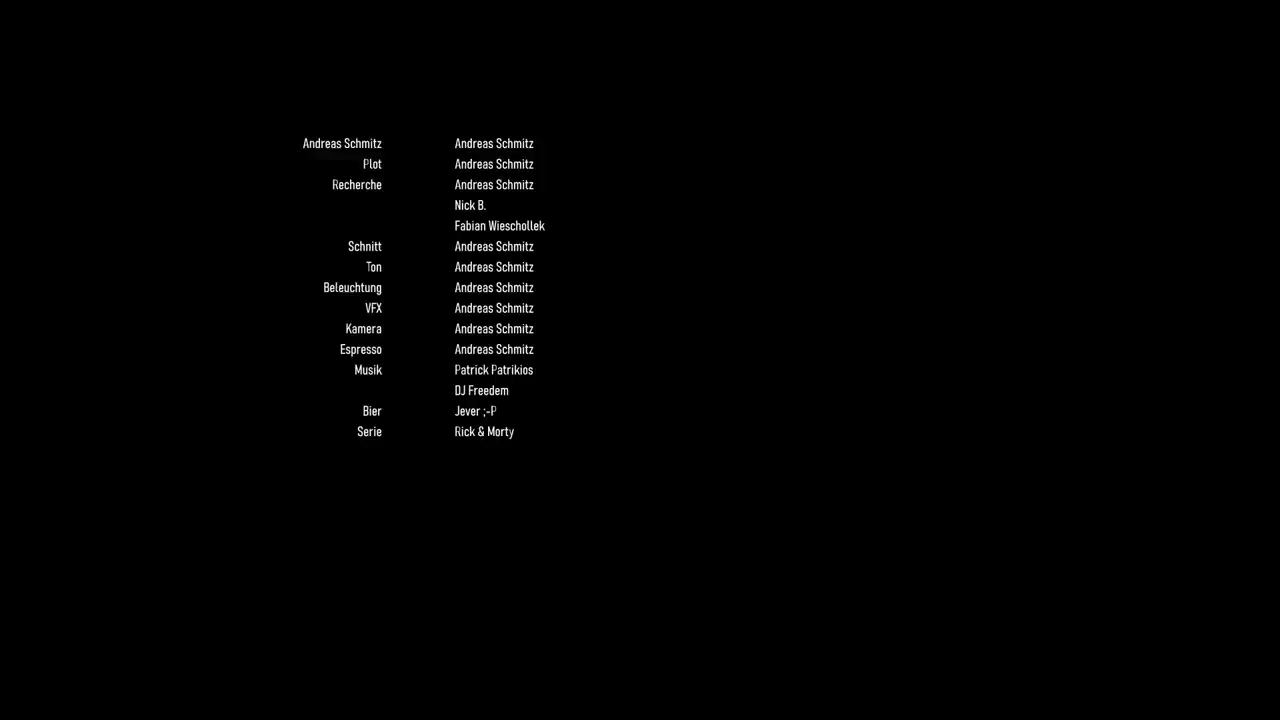 Andreas Schmitz Andreas Schmitz
Plot Andreas Schmitz
Recherche Andreas Schmitz
Nick B.
Fabian Wieschollek
Schnitt Andreas Schmitz
Ton Andreas Schmitz
Beleuchtung Andreas Schmitz
VFX Andreas Schmitz
Kamera Andreas Schmitz
Espresso Andreas Schmitz
Musik Patrick Patrikios
DJ Freedem
Bier Jever ;-P
Serie Rick & Morty